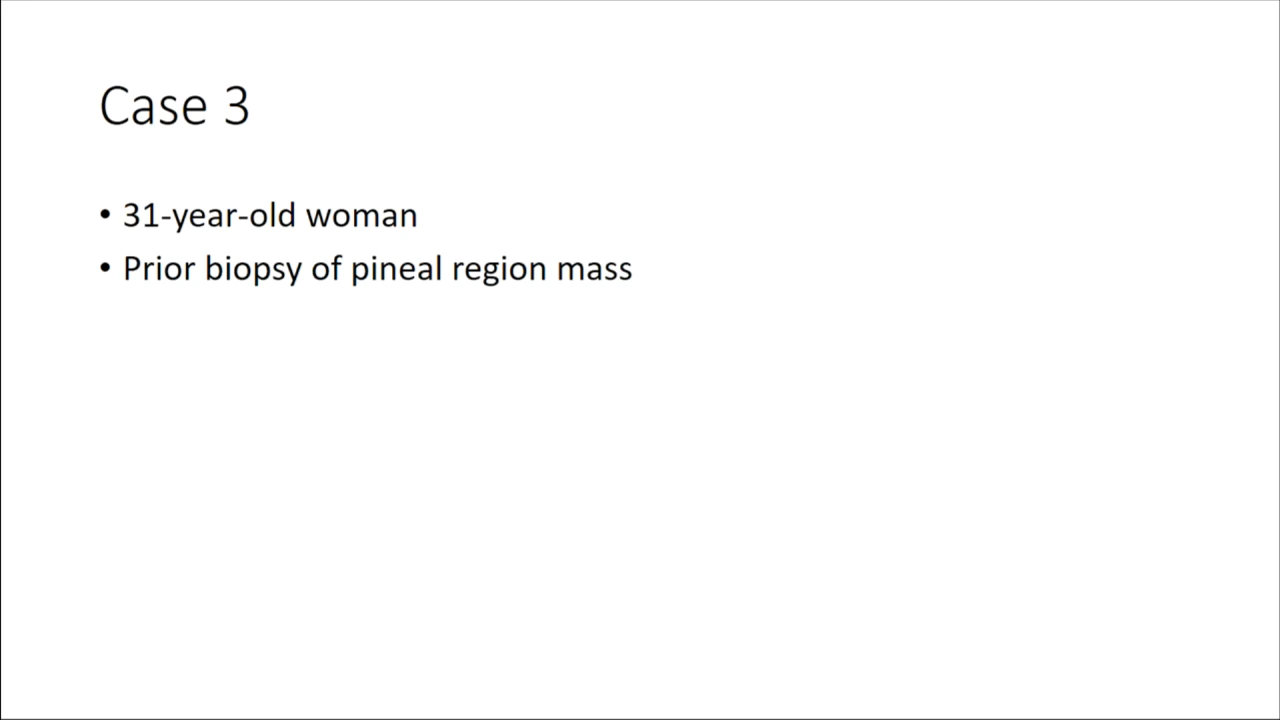 Case 3
• 31-year-old woman
• Prior biopsy of pineal region mass